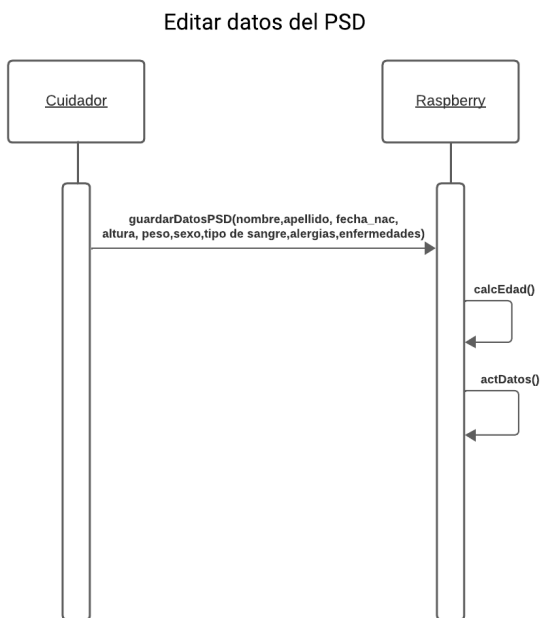 Editar datos del PSD
Cuidador
Raspberry
guardarDatosPSD(nombre,apellido, fecha_nac,
altura, peso,sexo,tipo de sangre,alergias,enfermedades)
calcEdad()
actDatos()